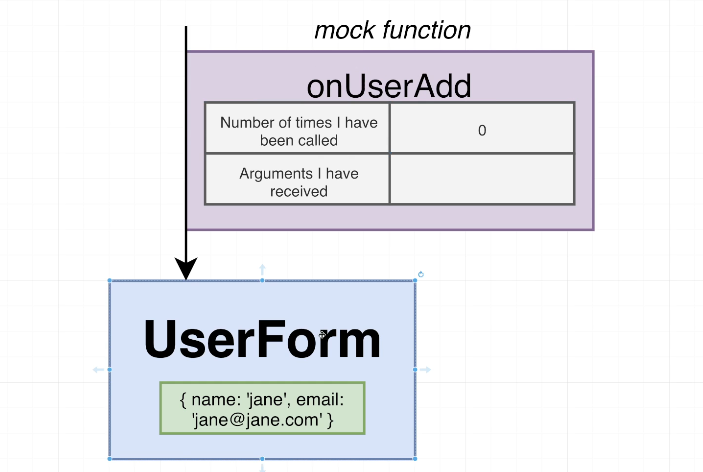 mock function
onUserAdd
Number of times I have
been called
0
Arguments I have
received
UserForm
{ name: 'jane', email:
'jane@jane.com' }